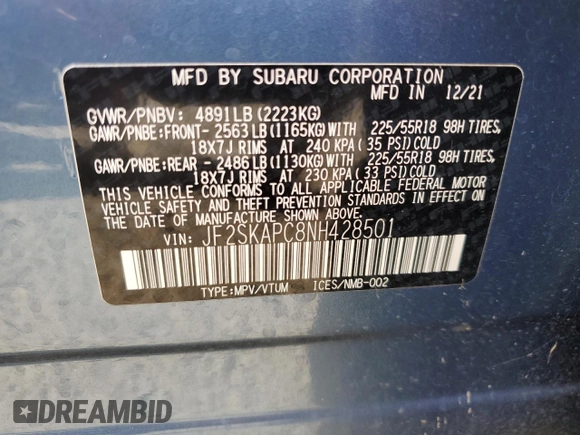 MFD BY SUBARU CORPORATION
MFD IN 12/21
GVWR/PNBV: 4891LB (2223KG)
GAWR/PNBE:FRONT- 2563LB(1165KG)WITH 225/55R18 98H TIRES,
18X7J RIMS AT 240 KPA( 35 PSI)COLD
GAWR/PNBE:REAR - 2486LB(1130KG)WITH 225/55R18 98H TIRES,
18X7J RIMS AT 230 KPA( 33 PSI)COLD
THIS VEHICLE CONFORMS TO ALL APPLICABLE FEDERAL MOTOR
VEHICLE SAFETY AND THEFT PREVENTION STANDARDS IN EFFECT ON
THE DATE OF MANUFACTURE SHOWN ABOVE.
VIN: JF2SKAPC8NH428501
TYPE:MPV/VTUM ICES/NMB-002
DREAMBID